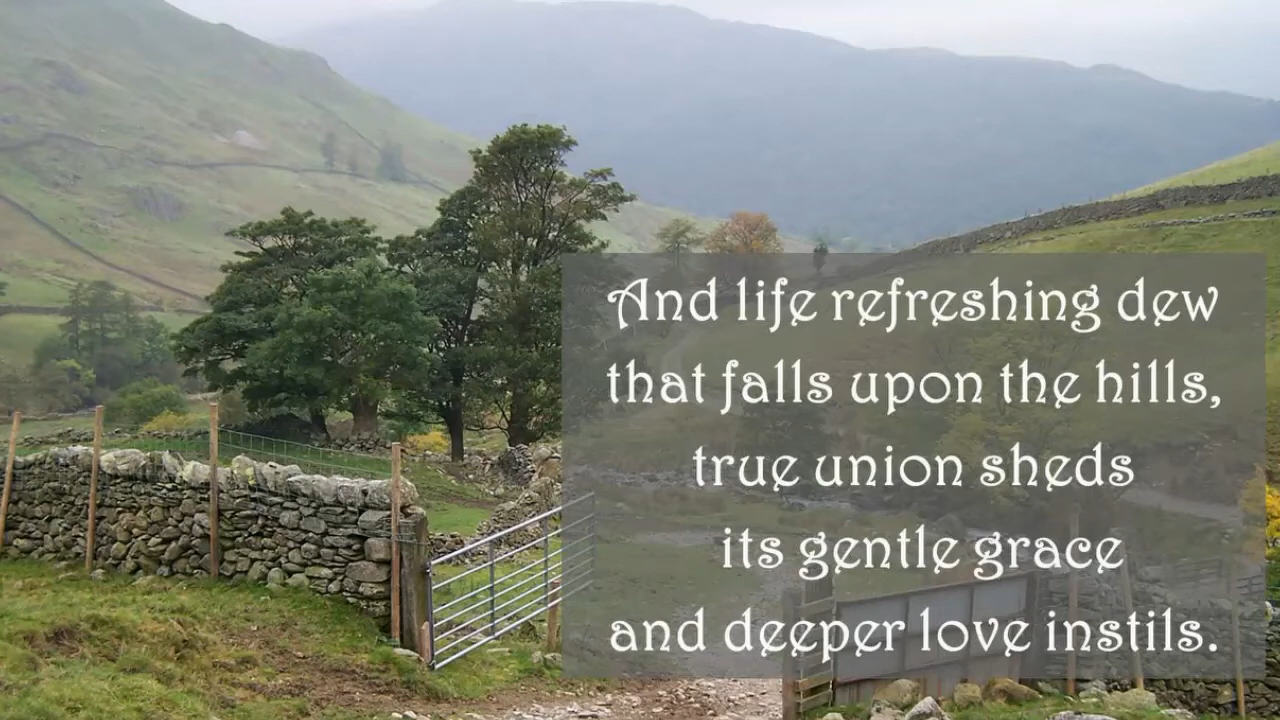 And life refreshing dew
that falls upon the hills,
true union sheds
its gentle grace
and deeper love instils.